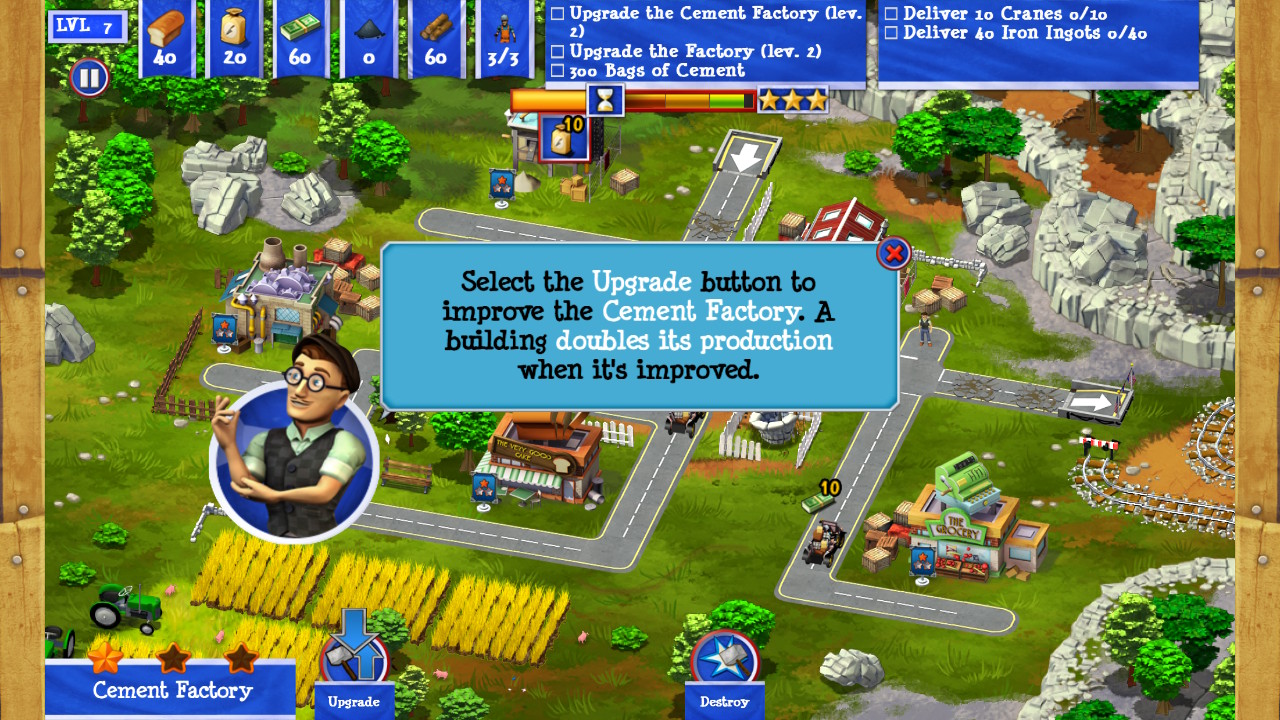 LVL 7
40
20
60
0
60
3/3
Upgrade the Cement Factory (lev.
2)
Upgrade the Factory (lev. 2)
300 Bags of Cement
Deliver 10 Cranes 0/10
Deliver 40 Iron Ingots 0/40
10
Select the Upgrade button to
improve the Cement Factory. A
building doubles its production
when it's improved.
THE VERY GOOD
CAKE
10
THE
GROCERY
Cement Factory
Upgrade
Destroy